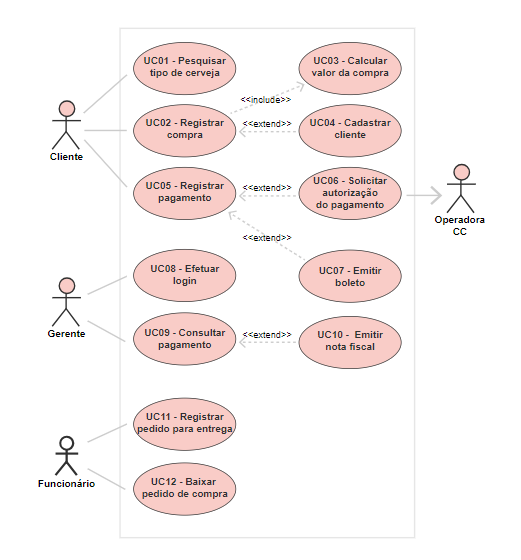 UC01 - Pesquisar
tipo de cerveja
UC03 - Calcular
valor da compra
<<include>>
UC02 - Registrar
compra
<<extend>>
UC04 - Cadastrar
cliente
Cliente
UC05 - Registrar
pagamento
<<extend>>
UC06 - Solicitar
autorização
do pagamento
Operadora
CC
<<extend>>
UC08 - Efetuar
login
UC07 - Emitir
boleto
Gerente
UC09 - Consultar
pagamento
<<extend>>
UC10 - Emitir
nota fiscal
UC11 - Registrar
pedido para entrega
Funcionário
UC12 - Baixar
pedido de compra